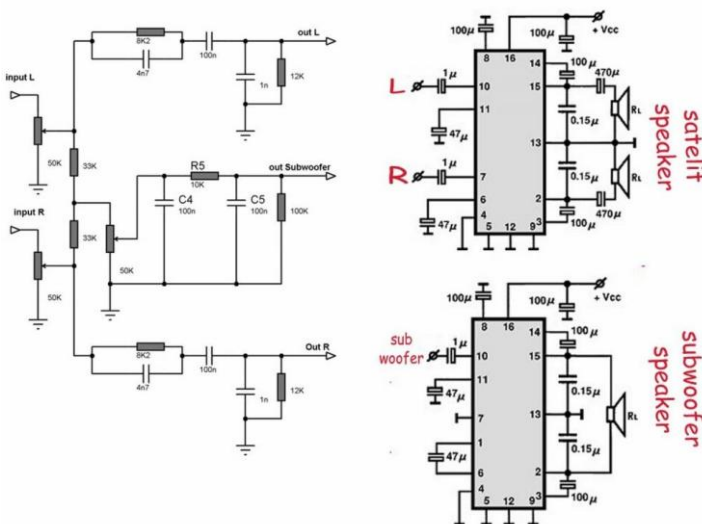 8K2
4n7
100n
out L
1n
12K
input L
50K
33K
R5
10K
out Subwoofer
C4
100n
C5
100n
100K
input R
33K
50K
50K
Out R
8K2
4n7
100n
1n
12K
100μ
+ Vcc
100μ
8
16
14
100μ
L
1μ
10
15
470μ
11
0.15μ
RL
47μ
13
R
1μ
7
0.15μ
RL
6
2
4
3
470μ
47μ
5
12
9
100μ
satelit
speaker
100μ
+ Vcc
100μ
8
16
14
100μ
sub
woofer
1μ
10
15
11
0.15μ
47μ
7
13
RL
1
0.15μ
47μ
6
2
4
3
5
12
9
100μ
subwoofer
speaker